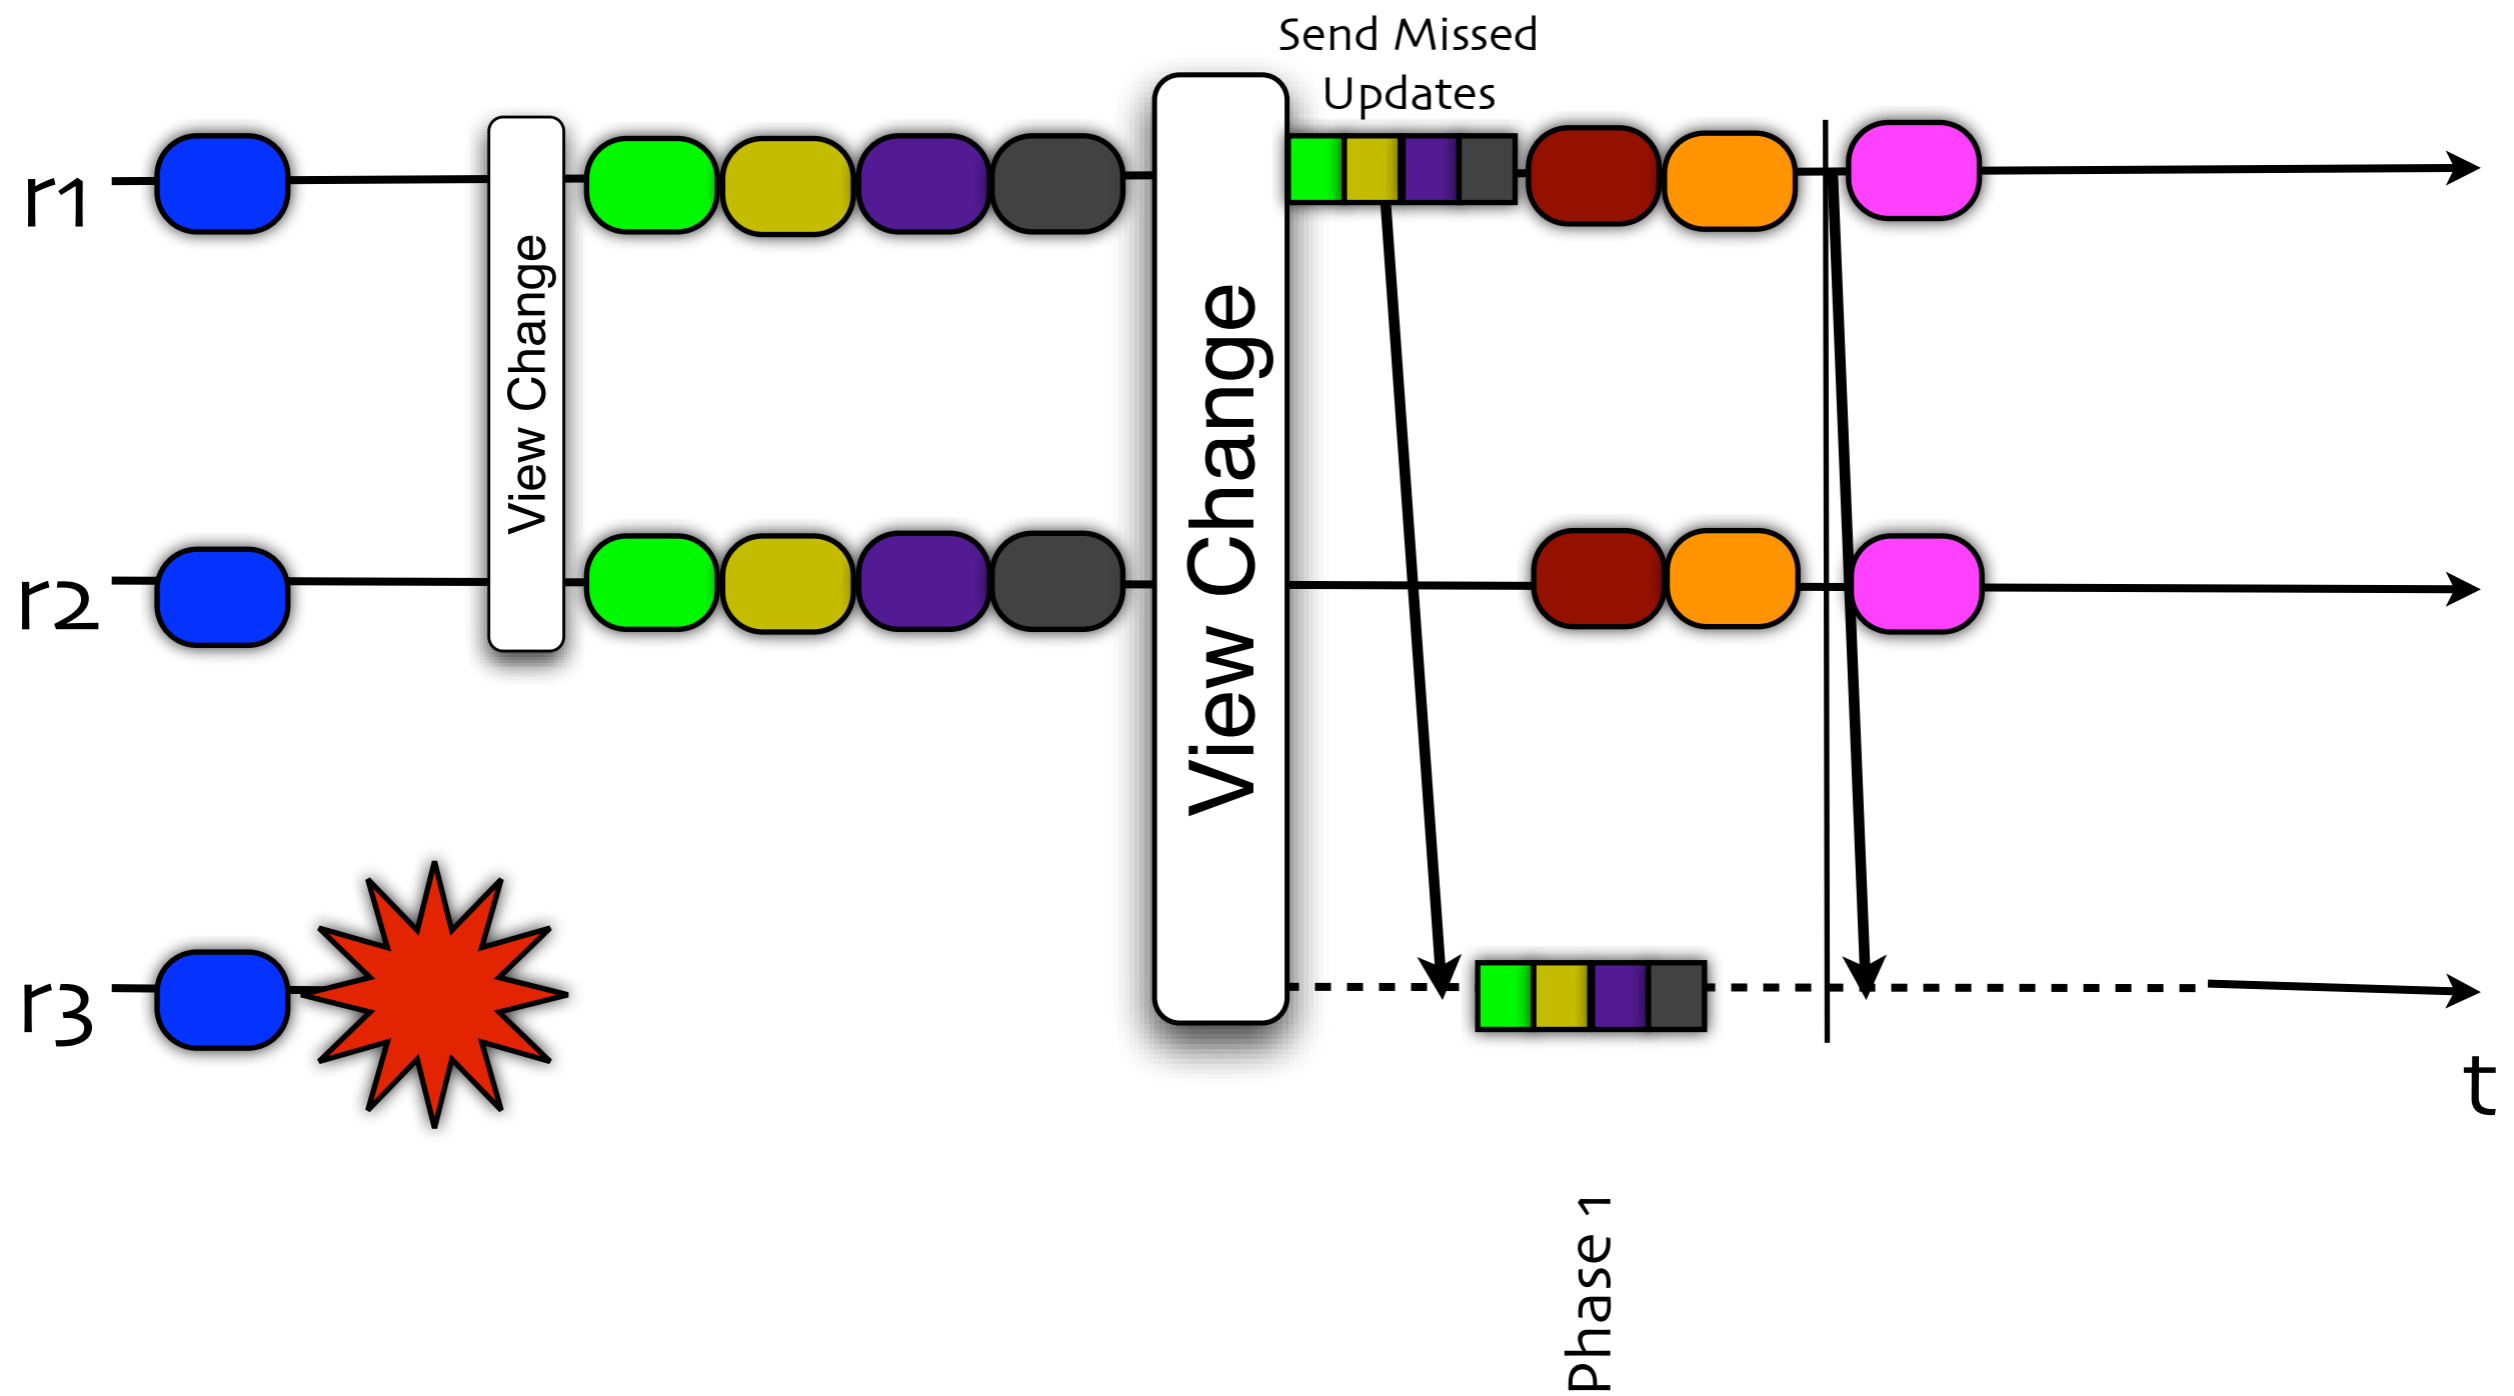 Send Missed
Updates
r1
View Change
View Change
r2
r3
t
Phase 1